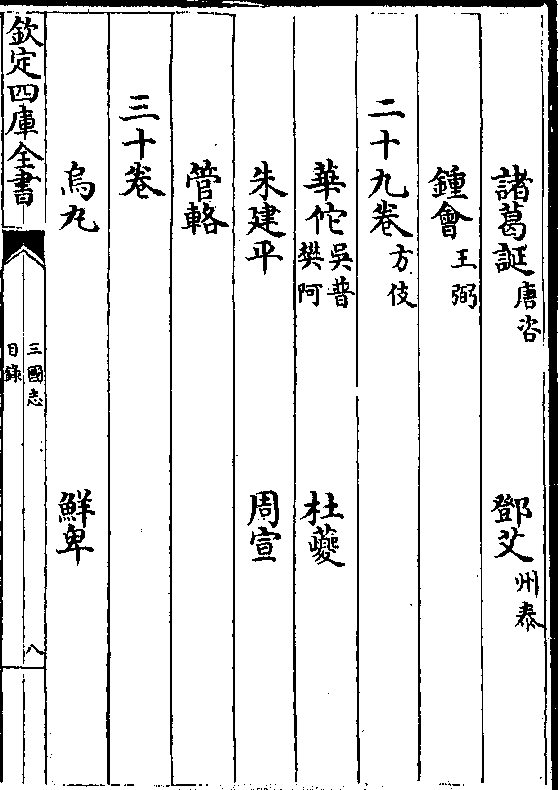 諸葛誕唐咨 鄧艾州泰
鍾會王弼
二十九卷方伎
華佗吳普樊阿 杜夔
朱建平 周宣
管輅
三十卷
烏丸 鮮卑
欽定四庫全書 三國志目錄 八